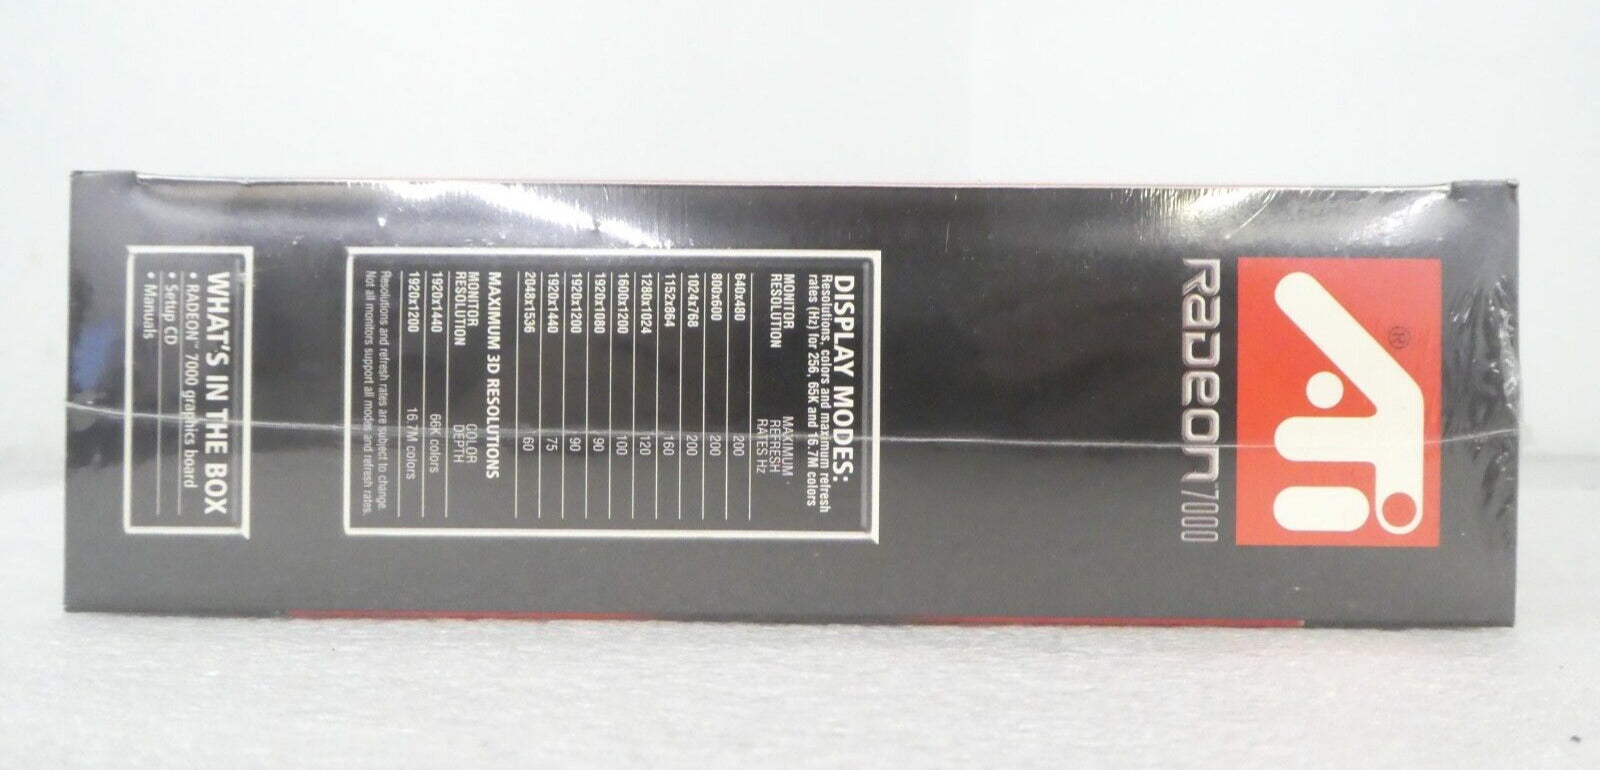 ATI®
RADEON™ 7000
DISPLAY MODES:
Resolutions, colors and maximum refresh
rates (Hz) for 256, 65K and 16.7M colors
MONITOR RESOLUTION MAXIMUM REFRESH RATES Hz
640x480 200
800x600 200
1024x768 200
1152x864 160
1280x1024 120
1600x1200 100
1920x1080 90
1920x1200 90
1920x1440 75
2048x1536 60
MAXIMUM 3D RESOLUTIONS
MONITOR RESOLUTION COLOR DEPTH
1920x1440 66K colors
1920x1200 16.7M colors
Resolutions and refresh rates are subject to change.
Not all monitors support all modes and refresh rates.
WHAT'S IN THE BOX
• RADEON™ 7000 graphics board
• Setup CD
• Manuals